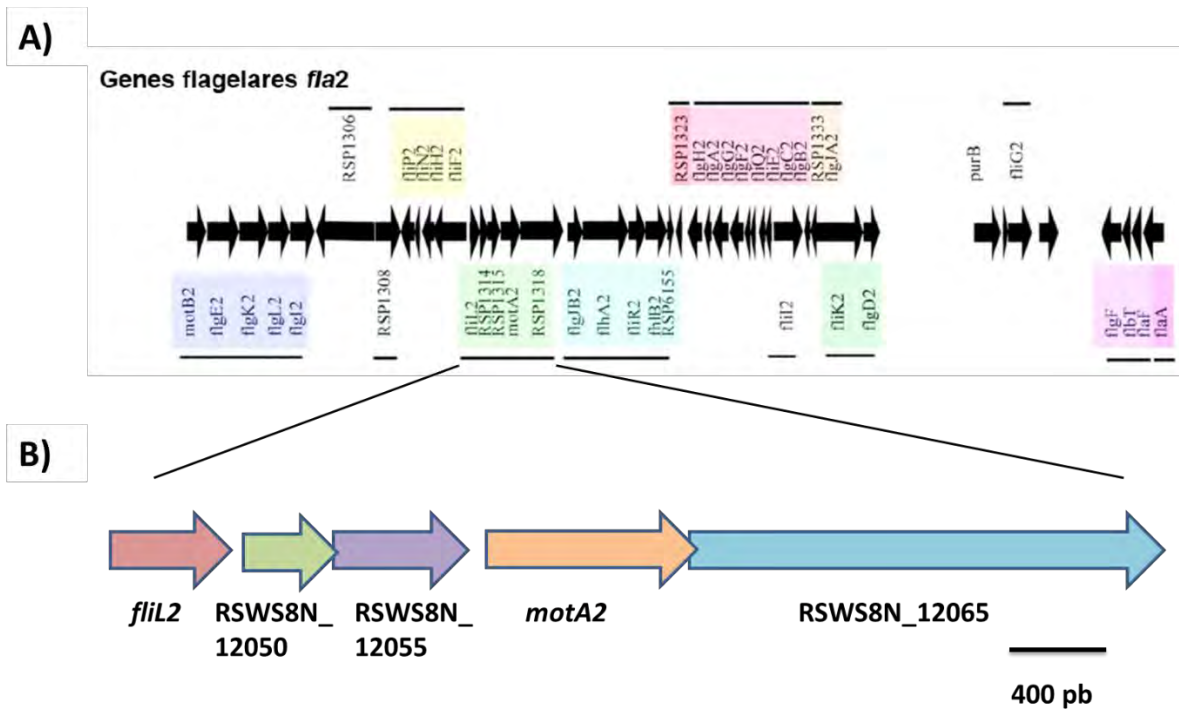 A)
Genes flagelares fla2
RSP1306
fliP2
fliN2
fliH2
fliF2
RSP1323
flgH2
flgA2
flgG2
flgF2
fliQ2
fliE2
flgC2
flgB2
RSP1333
flgJA2
purB
fliG2
motB2
flgE2
flgK2
flgL2
flgI2
RSP1308
fliL2
RSP1314
RSP1315
motA2
RSP1318
flgJB2
flhA2
fliR2
fhlB2
RSP6155
fliI2
fliK2
flgD2
flgF
flbT
flaF
flaA
B)
fliL2
RSWS8N_
12050
RSWS8N_
12055
motA2
RSWS8N_12065
400 pb